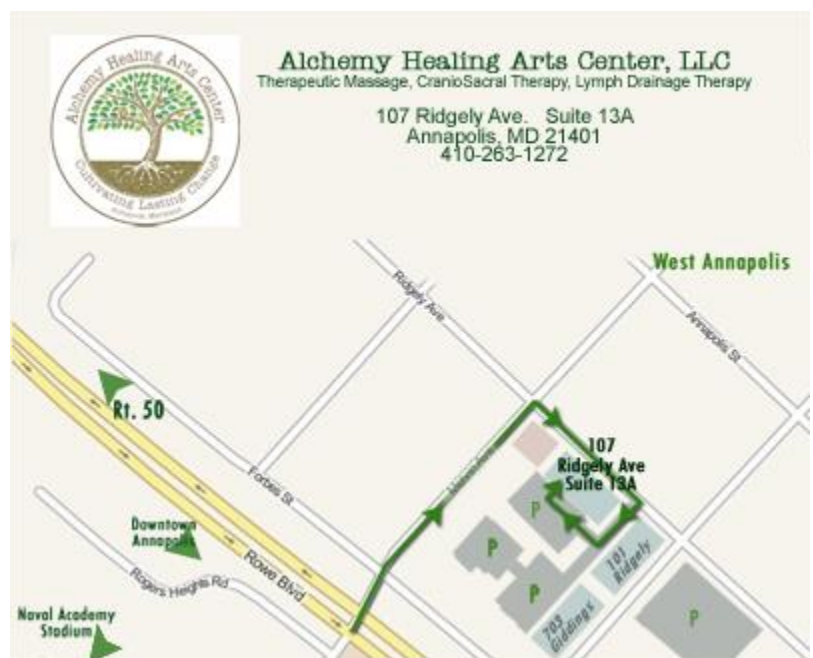 Alchemy Healing Arts Center
Cultivating Lasting Change
Alchemy Healing Arts Center, LLC
Therapeutic Massage, CranioSacral Therapy, Lymph Drainage Therapy
107 Ridgely Ave. Suite 13A
Annapolis, MD 21401
410-263-1272
West Annapolis
Ridgely Ave.
Annapolis St
Rt. 50
107
Ridgely Ave
Suite 13A
P
Forbes St
Downtown
Annapolis
Rowe Blvd
Rogers Heights Rd
P
101
Ridgely
P
703
Giddings
P
Naval Academy
Stadium